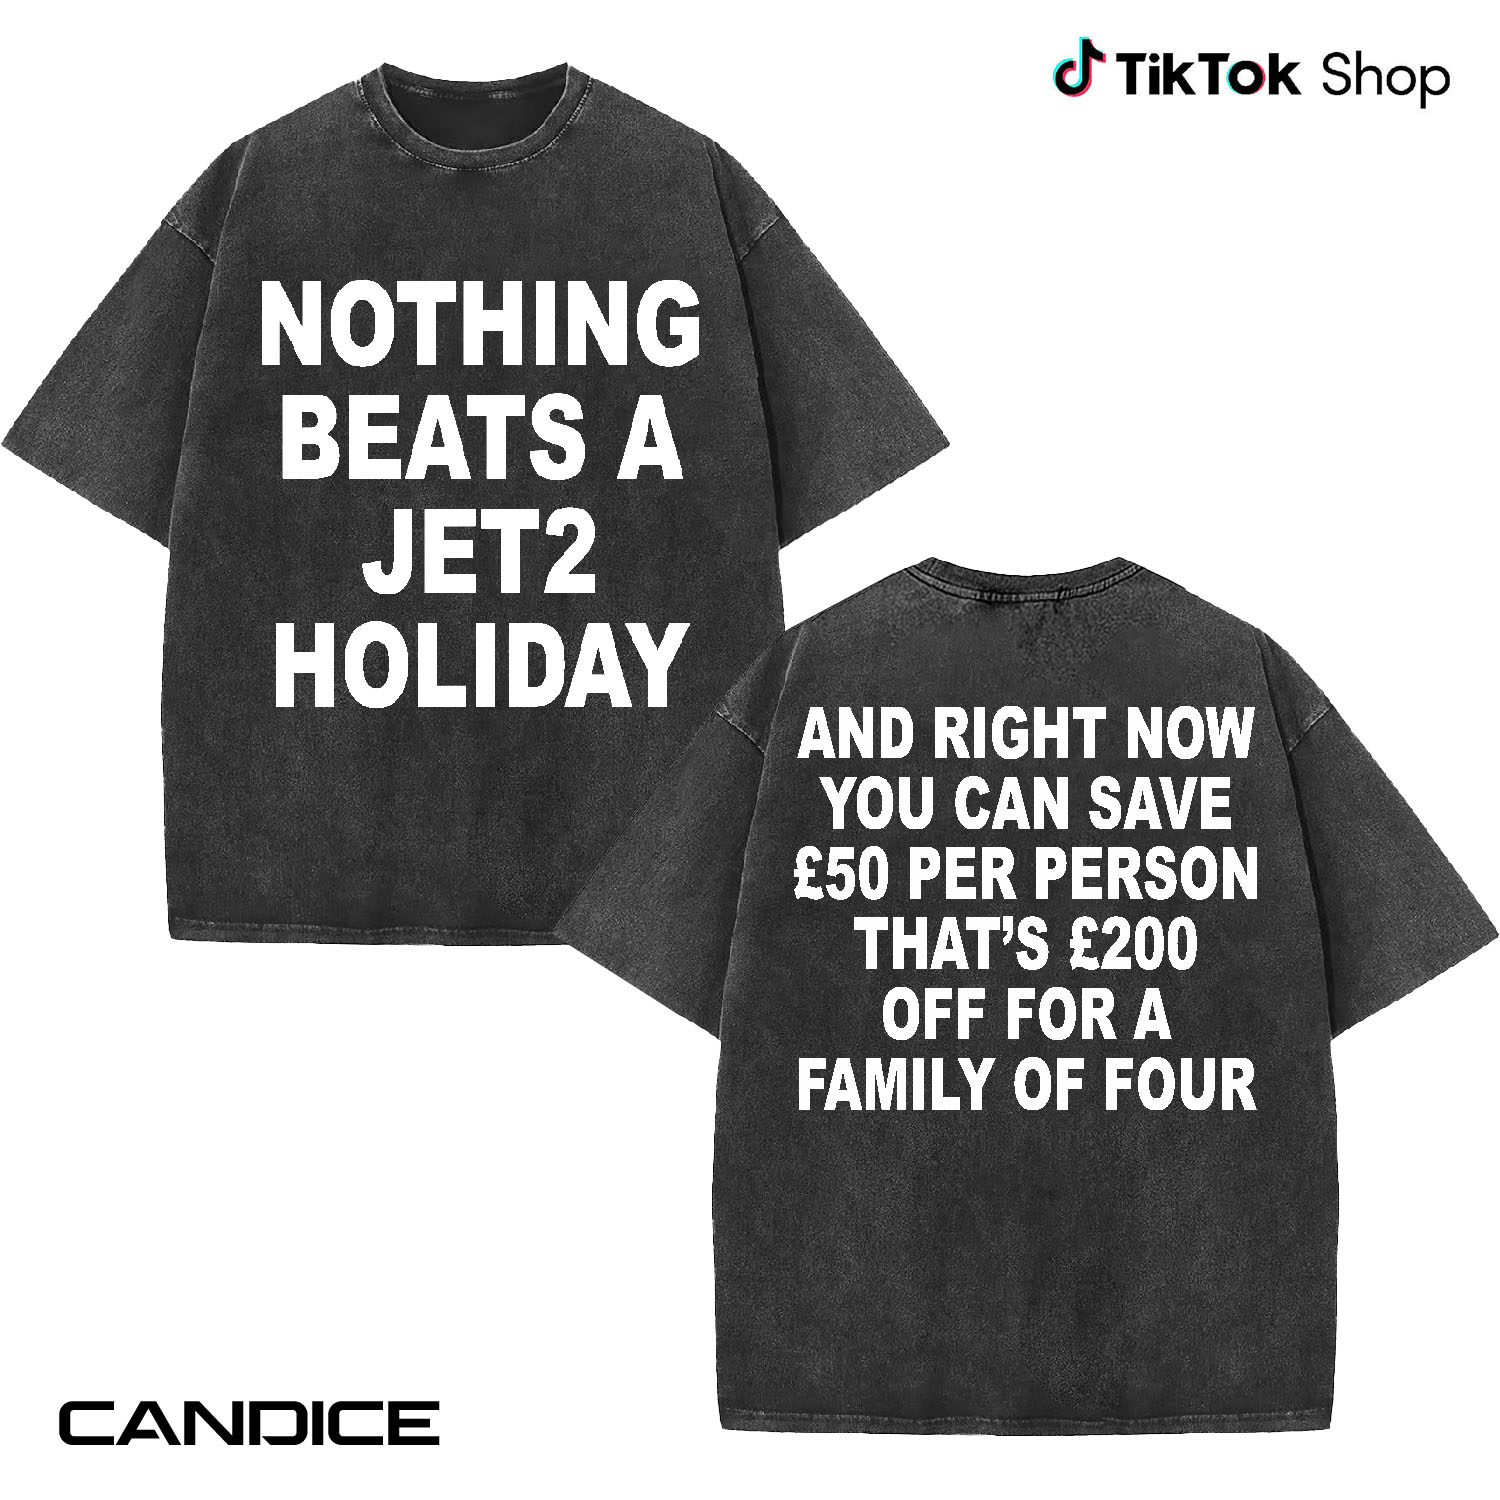 TikTok Shop
NOTHING
BEATS A
JET2
HOLIDAY
AND RIGHT NOW
YOU CAN SAVE
£50 PER PERSON
THAT’S £200
OFF FOR A
FAMILY OF FOUR
CANDICE